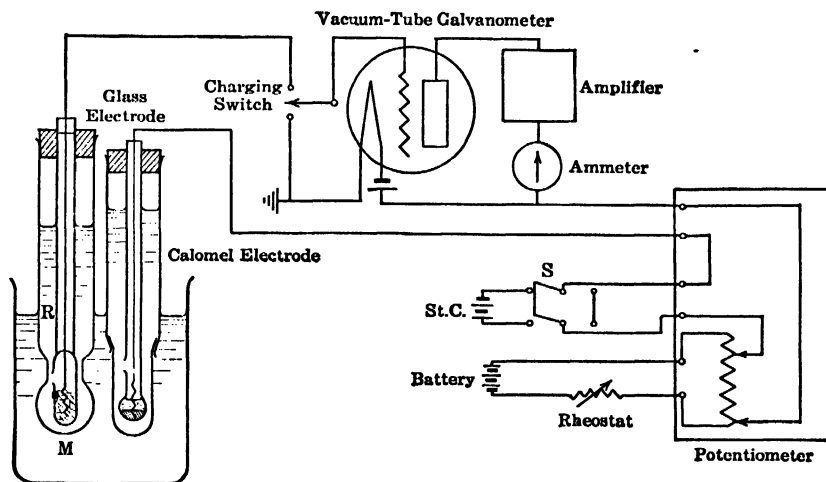 Vacuum-Tube Galvanometer
Glass
Electrode
Charging
Switch
Amplifier
Ammeter
Calomel Electrode
R
S
St.C.
Battery
Rheostat
M
Potentiometer